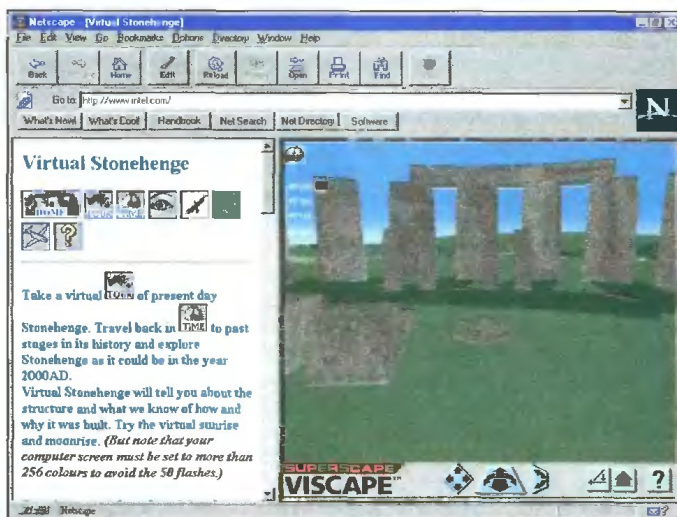 Netscape - [Virtual Stonehenge]
File Edit View Go Bookmarks Options Directory Window Help
Back Home Edit Reload Open Print Find
Go to: http://www.intel.com/
What's New! What's Cool! Handbook Net Search Net Directory Software
N
Virtual Stonehenge
HOME
Take a virtual TOUR of present day
Stonehenge. Travel back in TIME to past
stages in its history and explore
Stonehenge as it could be in the year
2000AD.
Virtual Stonehenge will tell you about the
structure and what we know of how and
why it was built. Try the virtual sunrise
and moonrise. (But note that your
computer screen must be set to more than
256 colours to avoid the 50 flashes.)
SUPERSCAPE
VISCAPE™
?
Netscape